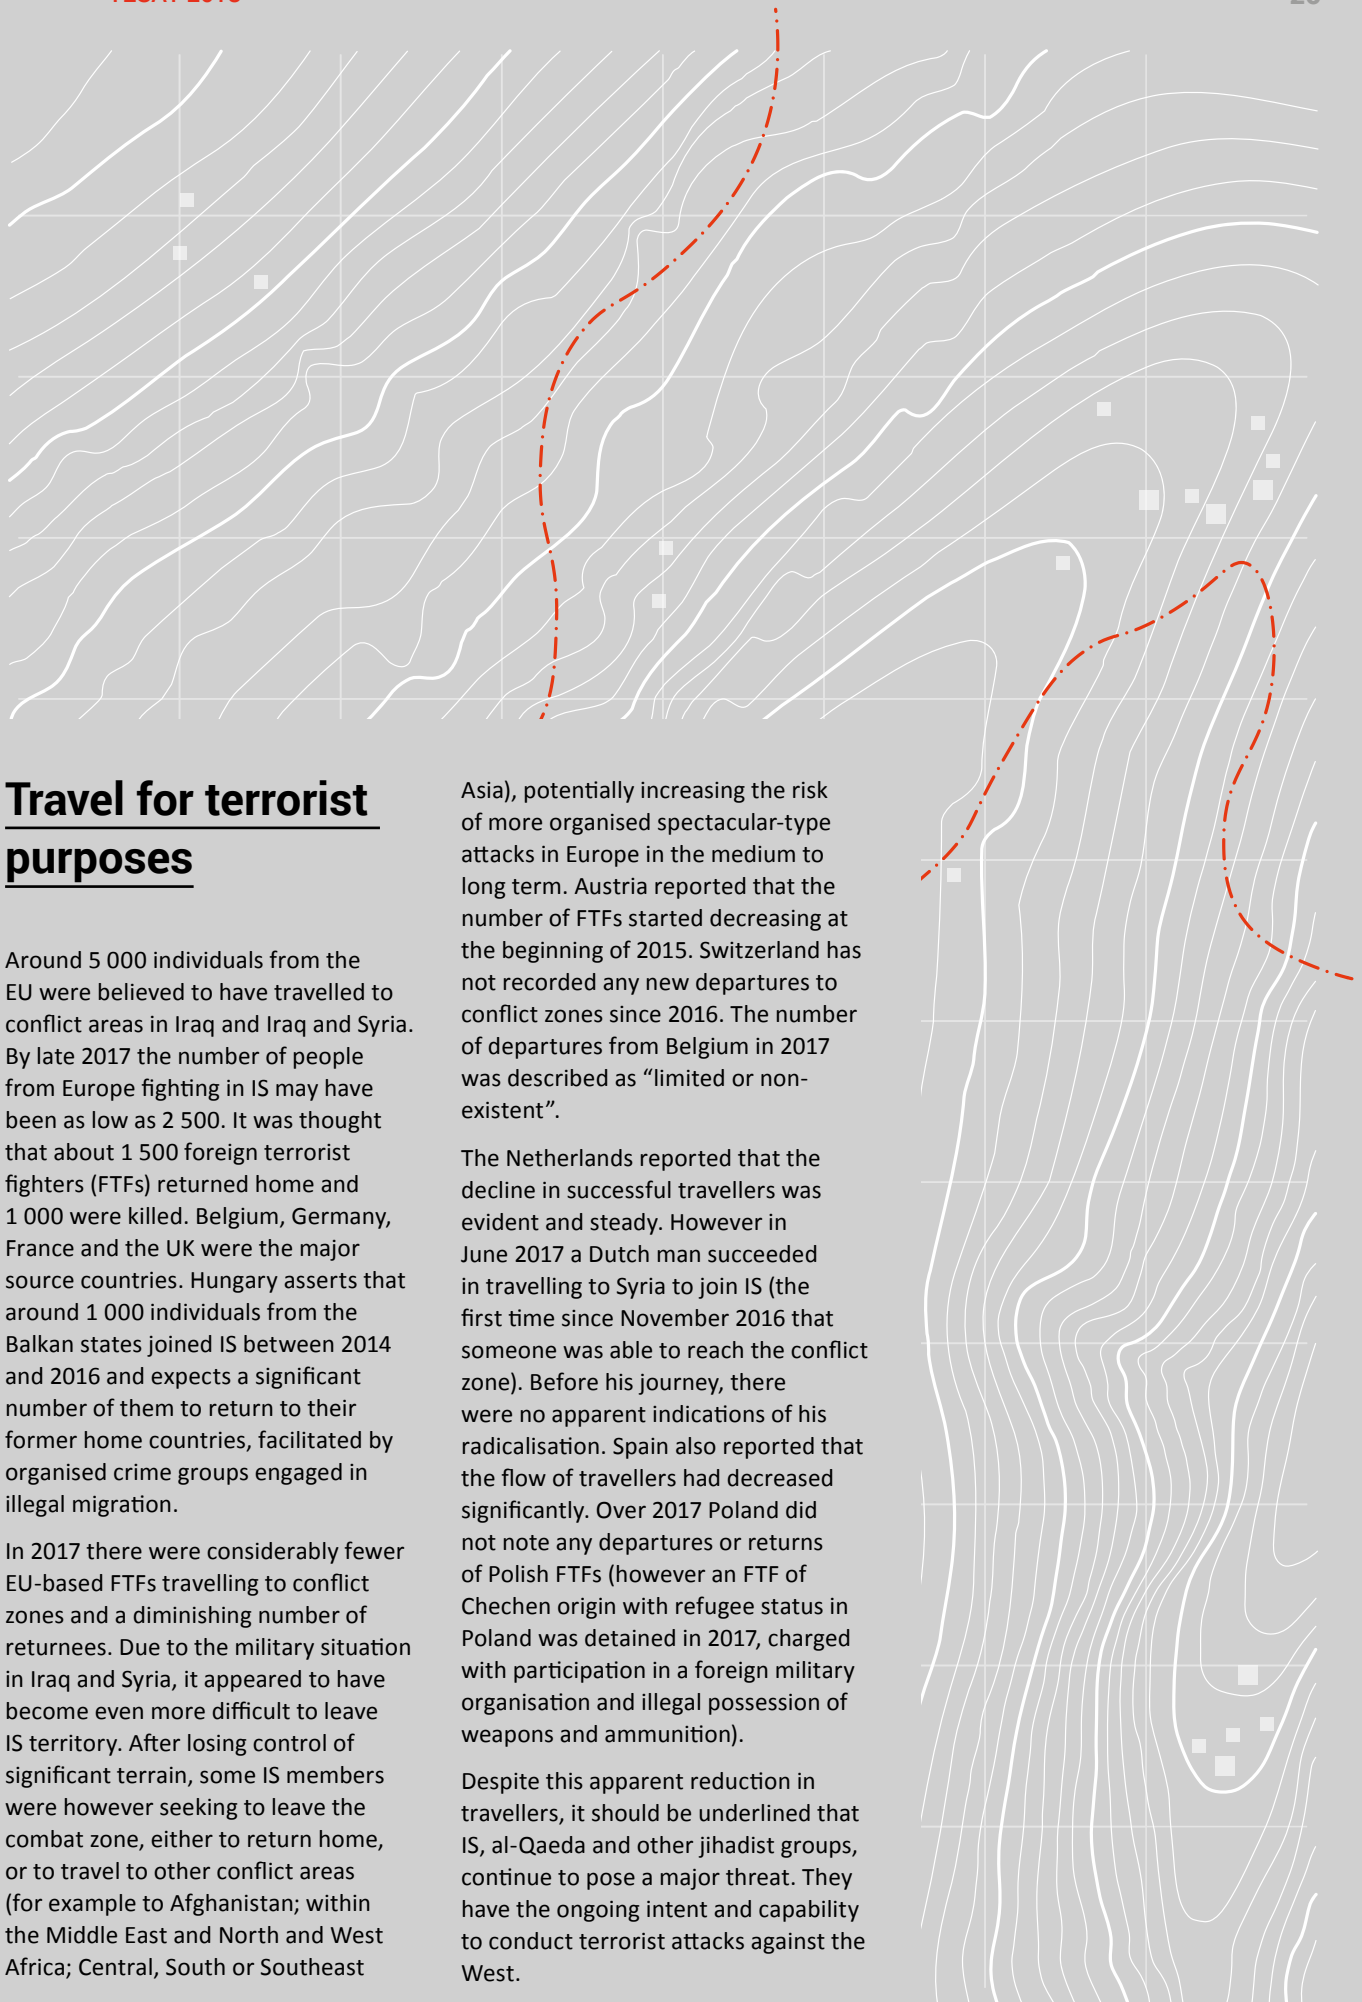 Travel for terrorist
purposes
Around 5 000 individuals from the
EU were believed to have travelled to
conflict areas in Iraq and Iraq and Syria.
By late 2017 the number of people
from Europe fighting in IS may have
been as low as 2 500. It was thought
that about 1 500 foreign terrorist
fighters (FTFs) returned home and
1 000 were killed. Belgium, Germany,
France and the UK were the major
source countries. Hungary asserts that
around 1 000 individuals from the
Balkan states joined IS between 2014
and 2016 and expects a significant
number of them to return to their
former home countries, facilitated by
organised crime groups engaged in
illegal migration.
In 2017 there were considerably fewer
EU-based FTFs travelling to conflict
zones and a diminishing number of
returnees. Due to the military situation
in Iraq and Syria, it appeared to have
become even more difficult to leave
IS territory. After losing control of
significant terrain, some IS members
were however seeking to leave the
combat zone, either to return home,
or to travel to other conflict areas
(for example to Afghanistan; within
the Middle East and North and West
Africa; Central, South or Southeast
Asia), potentially increasing the risk
of more organised spectacular-type
attacks in Europe in the medium to
long term. Austria reported that the
number of FTFs started decreasing at
the beginning of 2015. Switzerland has
not recorded any new departures to
conflict zones since 2016. The number
of departures from Belgium in 2017
was described as “limited or non-
existent”.
The Netherlands reported that the
decline in successful travellers was
evident and steady. However in
June 2017 a Dutch man succeeded
in travelling to Syria to join IS (the
first time since November 2016 that
someone was able to reach the conflict
zone). Before his journey, there
were no apparent indications of his
radicalisation. Spain also reported that
the flow of travellers had decreased
significantly. Over 2017 Poland did
not note any departures or returns
of Polish FTFs (however an FTF of
Chechen origin with refugee status in
Poland was detained in 2017, charged
with participation in a foreign military
organisation and illegal possession of
weapons and ammunition).
Despite this apparent reduction in
travellers, it should be underlined that
IS, al-Qaeda and other jihadist groups,
continue to pose a major threat. They
have the ongoing intent and capability
to conduct terrorist attacks against the
West.